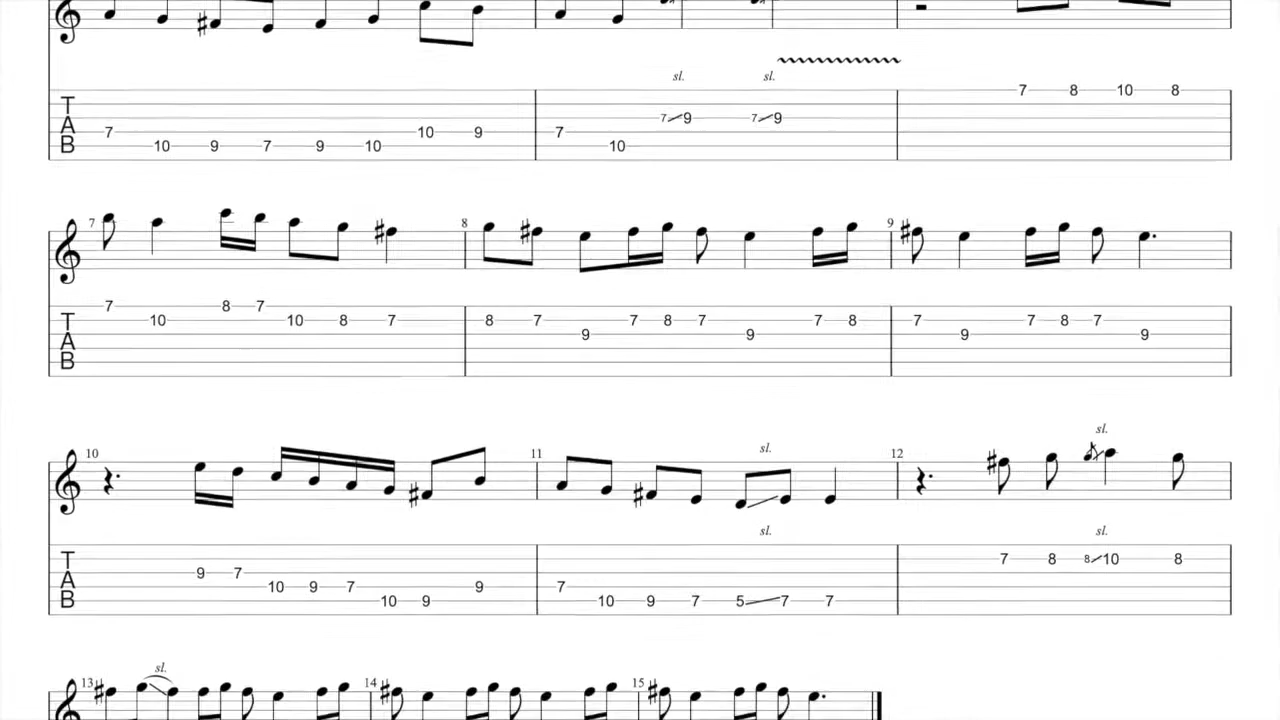 sl. sl.
7 8 10 8
T
7 9 7 9
A 7 10 9 7
B 10 9 7 9 10 10
7 8 9
7 8 7
T 10 10 8 7 8 7 7 8 7 7 8 7 7 8 7
A 9 9 9 9
B
10 11 12
sl. sl.
sl. sl.
T 7 8 8 10 8
9 7
A 10 9 7 9 7
B 10 9 10 9 7 5 7 7
sl.
13 14 15